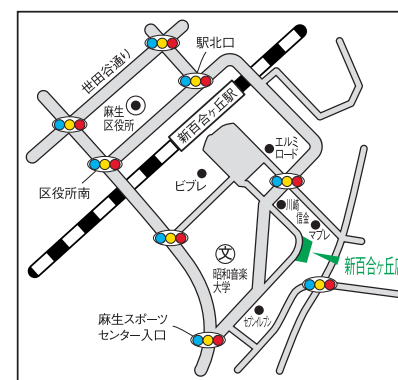 駅北口
世田谷通り
新百合ヶ丘駅
麻生
区役所
エルミ
ロード
区役所南
ビブレ
川崎
信金
マプレ
文
昭和音楽
大学
新百合ヶ丘店
セブンイレブン
麻生スポーツ
センター入口